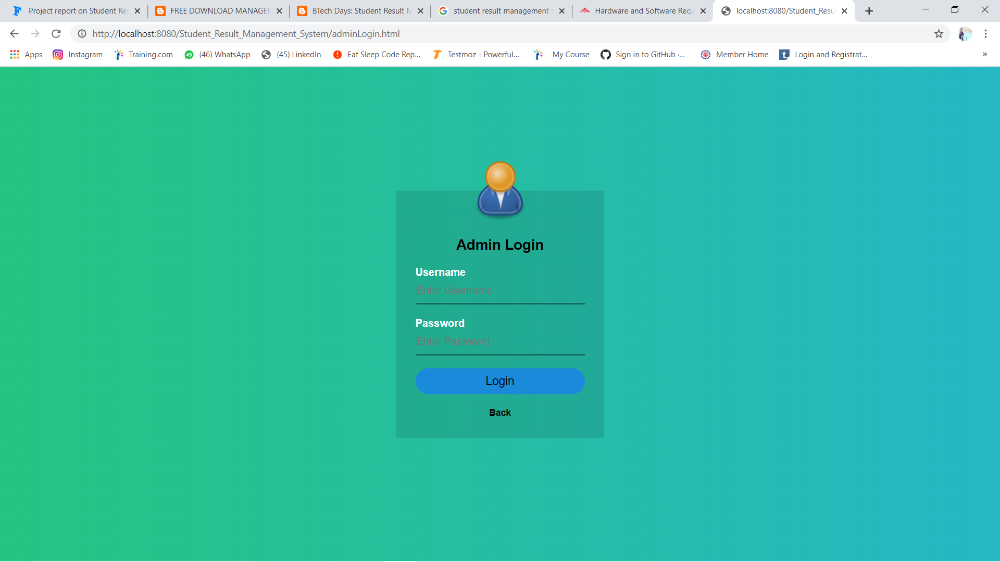 Project report on Student Res
FREE DOWNLOAD MANAGEM
BTech Days: Student Result M
student result management s
Hardware and Software Requ
localhost:8080/Student_Resu
http://localhost:8080/Student_Result_Management_System/adminLogin.html
Apps
Instagram
Training.com
49
(46) WhatsApp
(45) LinkedIn
Eat Sleep Code Rep...
Testmoz - Powerful...
My Course
Sign in to GitHub ·...
Member Home
Login and Registrat...
»
Admin Login
Username
Enter Username
Password
Enter Password
Login
Back